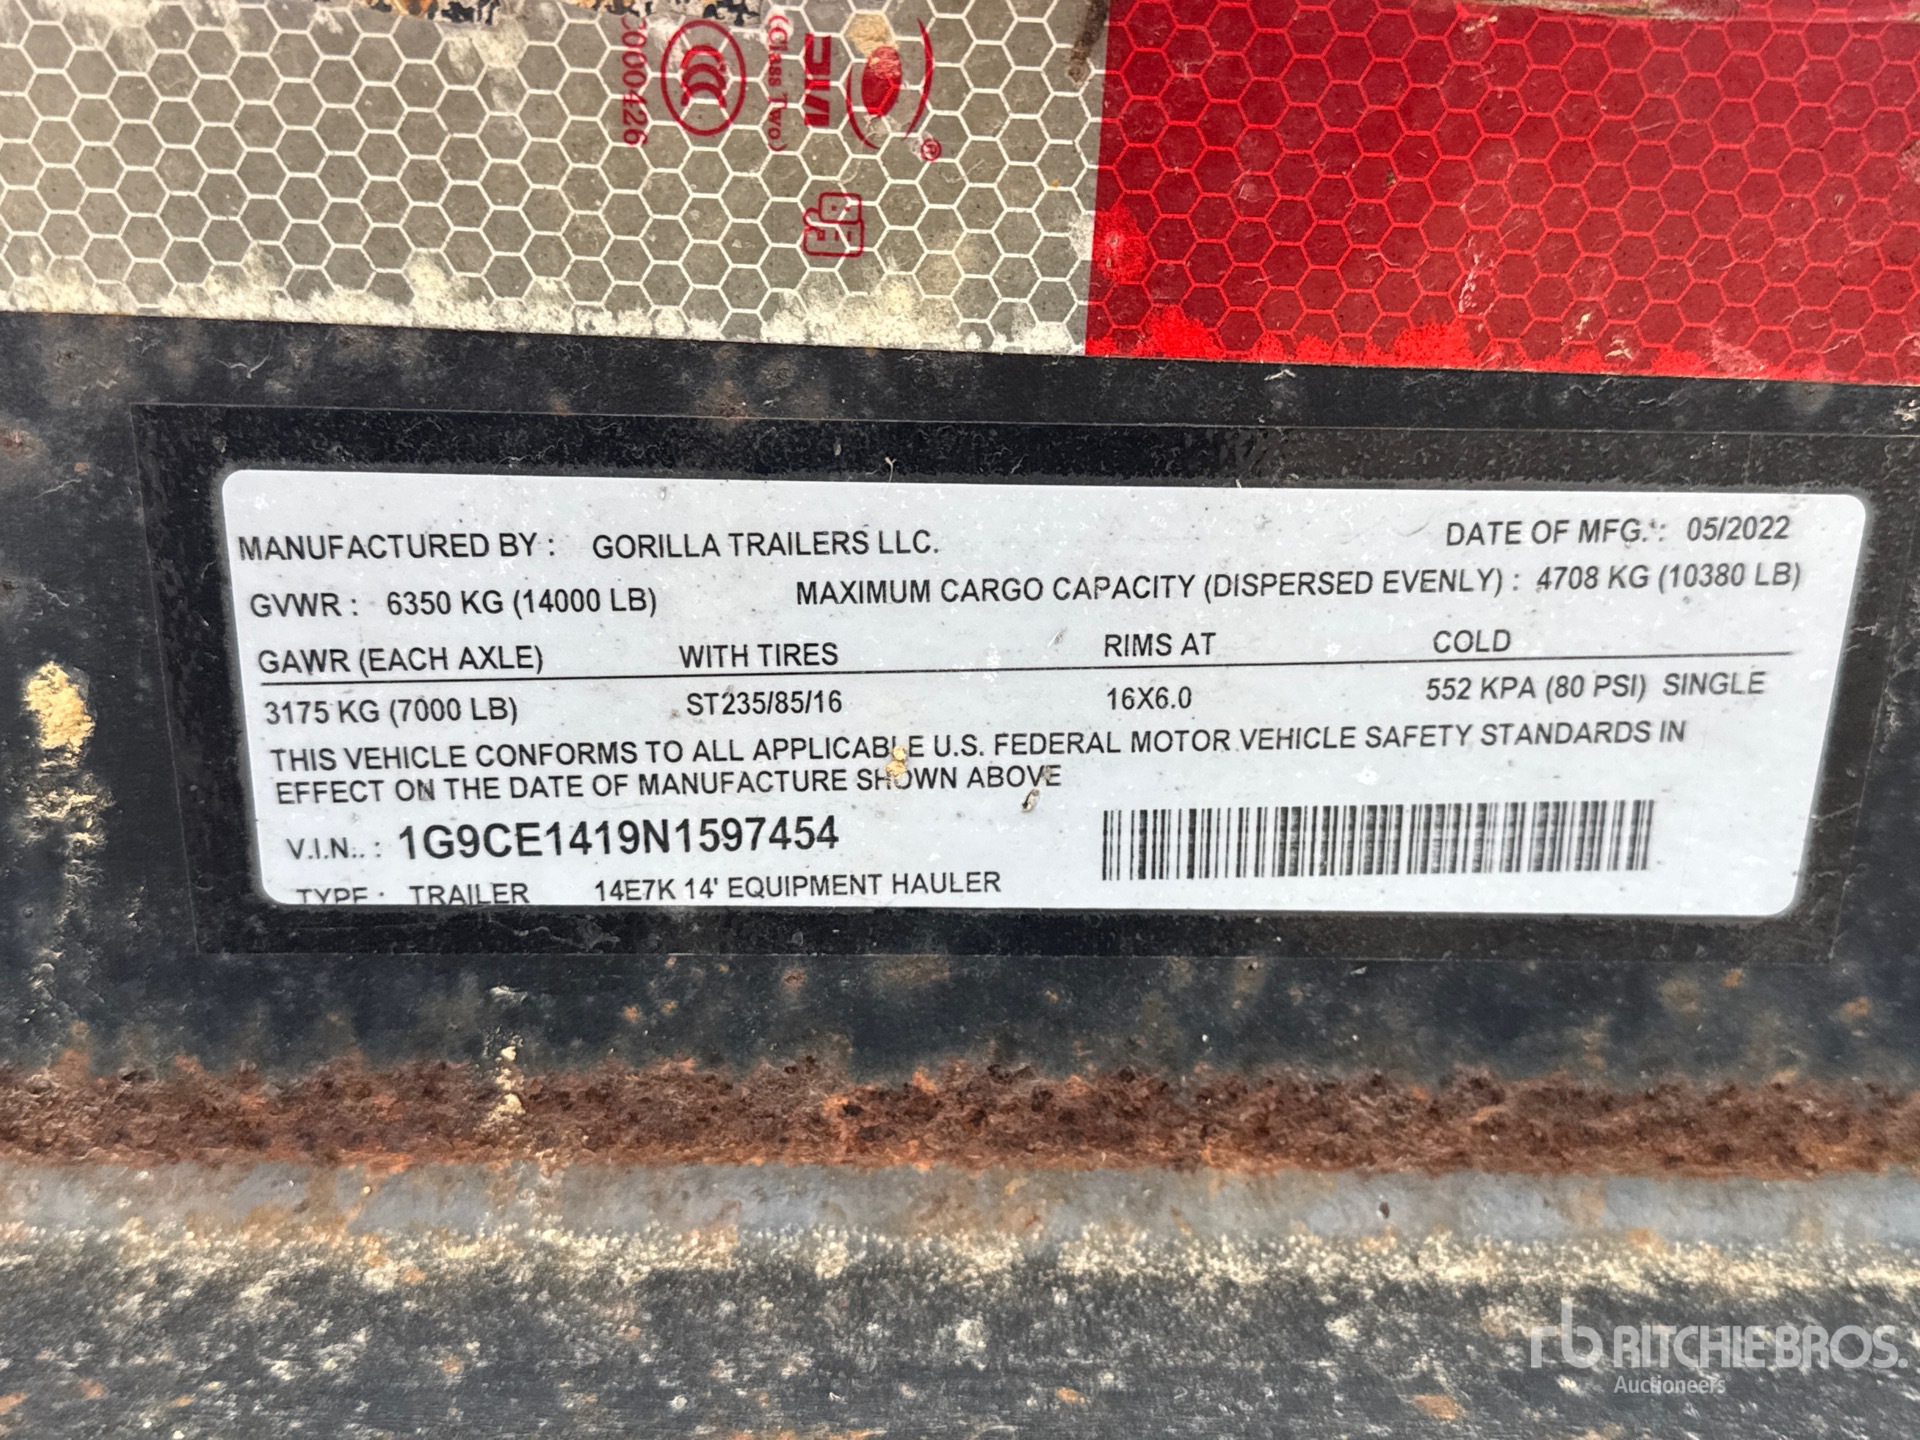 C000426
(Class Two)
®
MANUFACTURED BY : GORILLA TRAILERS LLC. DATE OF MFG. : 05/2022
GVWR : 6350 KG (14000 LB) MAXIMUM CARGO CAPACITY (DISPERSED EVENLY) : 4708 KG (10380 LB)
GAWR (EACH AXLE) WITH TIRES RIMS AT COLD
3175 KG (7000 LB) ST235/85/16 16X6.0 552 KPA (80 PSI) SINGLE
THIS VEHICLE CONFORMS TO ALL APPLICABLE U.S. FEDERAL MOTOR VEHICLE SAFETY STANDARDS IN
EFFECT ON THE DATE OF MANUFACTURE SHOWN ABOVE
V.I.N.. : 1G9CE1419N1597454
TYPE : TRAILER 14E7K 14' EQUIPMENT HAULER
rb RITCHIE BROS.
Auctioneers